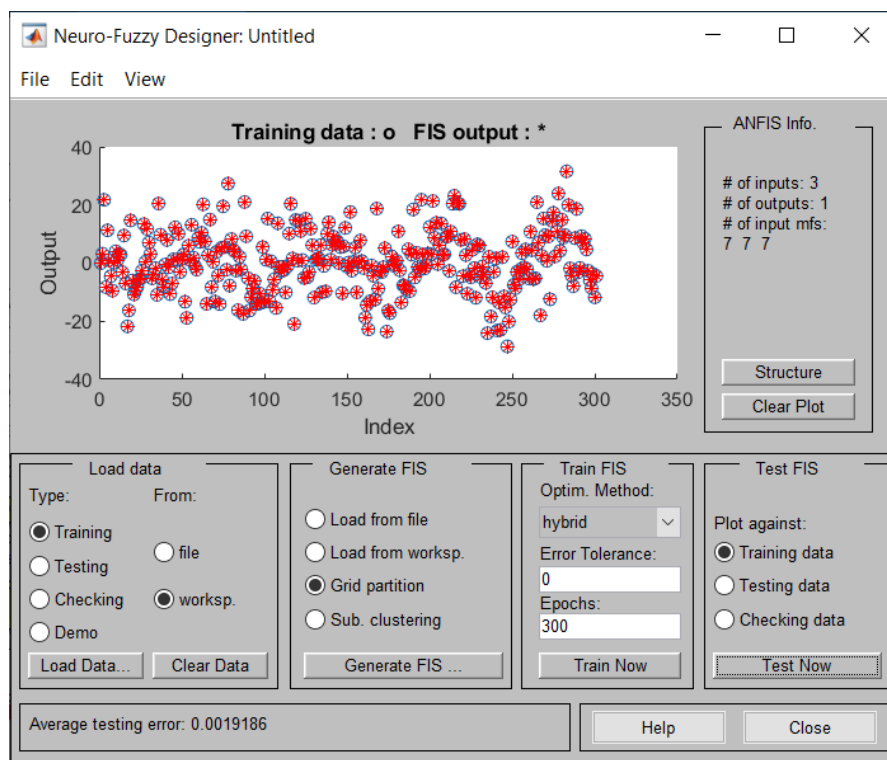 Neuro-Fuzzy Designer: Untitled
File Edit View
Training data : o FIS output : *
40
20
0
-20
-40
Output
0 50 100 150 200 250 300 350
Index
ANFIS Info.
# of inputs: 3
# of outputs: 1
# of input mfs:
7 7 7
Structure
Clear Plot
Load data
Type: From:
Training
Testing
Checking
Demo
file
worksp.
Load Data... Clear Data
Generate FIS
Load from file
Load from worksp.
Grid partition
Sub. clustering
Generate FIS ...
Train FIS
Optim. Method:
hybrid
Error Tolerance:
0
Epochs:
300
Train Now
Test FIS
Plot against:
Training data
Testing data
Checking data
Test Now
Average testing error: 0.0019186
Help Close